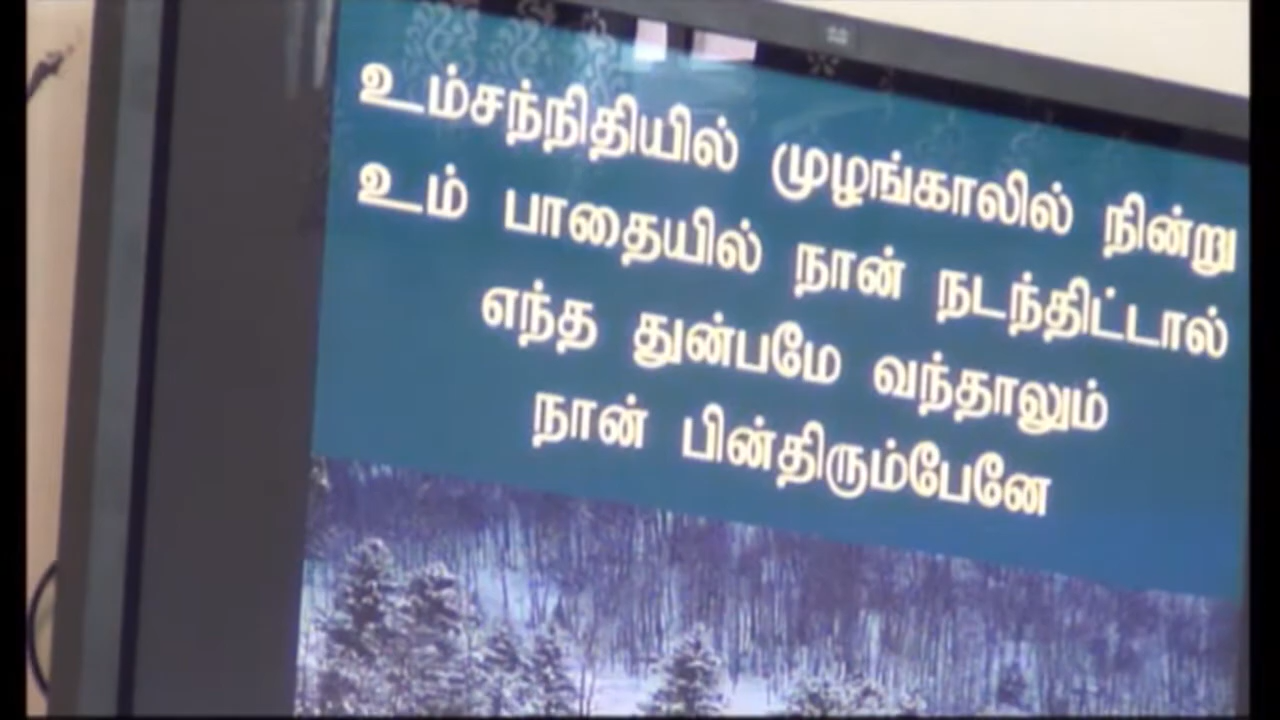 உம்சந்நிதியில் முழங்காலில் நின்று
உம் பாதையில் நான் நடந்திட்டால்
எந்த துன்பமே வந்தாலும்
நான் பின்திரும்பேனே